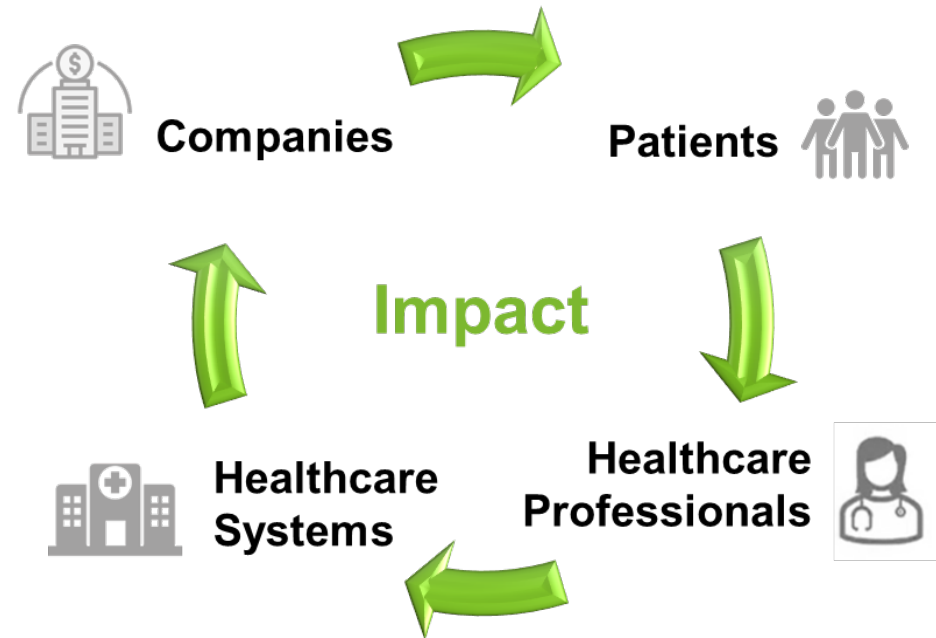 $
Companies
Patients
Impact
Healthcare
Systems
Healthcare
Professionals